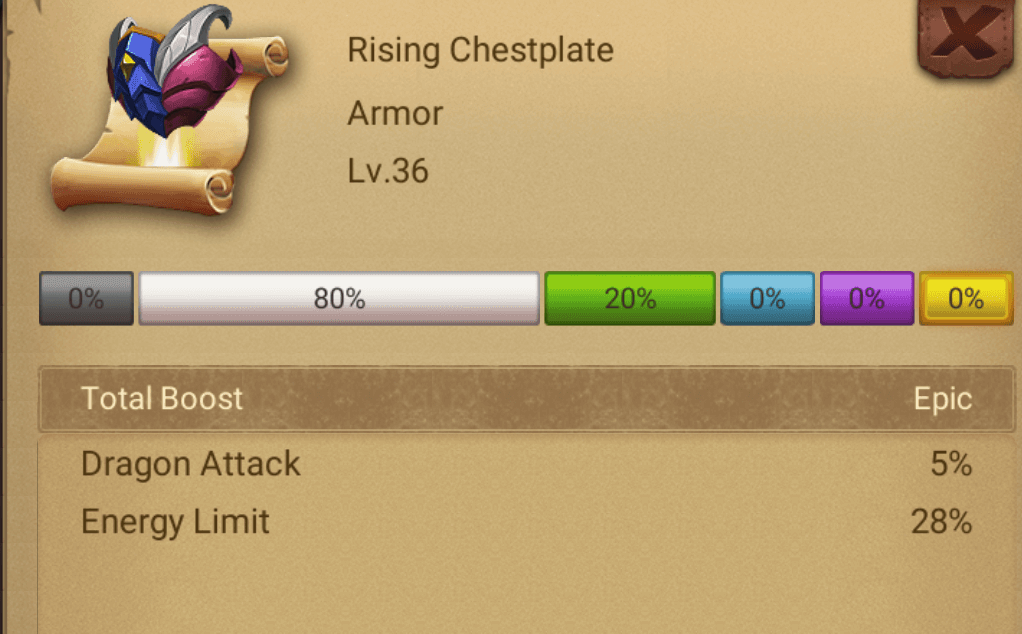 Rising Chestplate
Armor
Lv.36
0% 80% 20% 0% 0% 0%
Total Boost Epic
Dragon Attack 5%
Energy Limit 28%